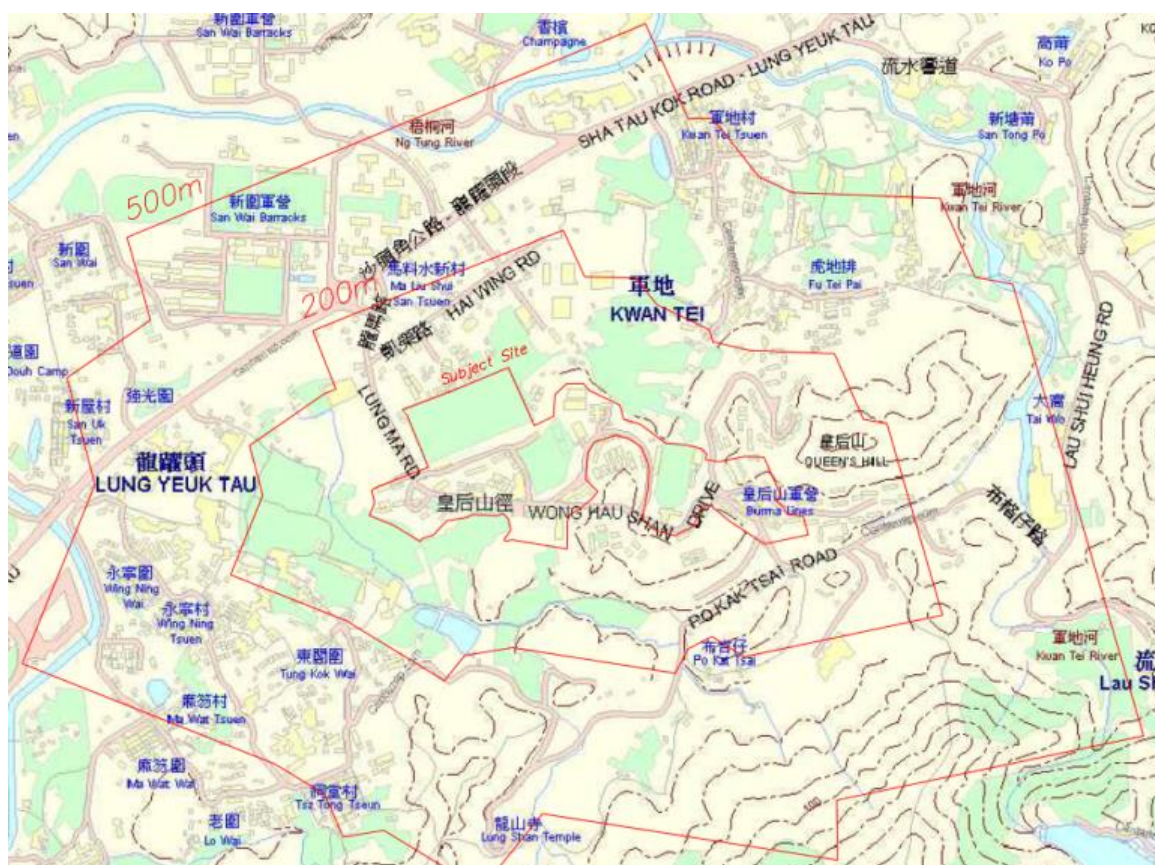 新圍軍營
San Wai Barracks
香檳
Champagne
高莆
Ko Po
流水響道
SHA TAU KOK ROAD - LUNG YEUK TAU
梧桐河
Ng Tung River
軍地村
Kwan Tei Tsuen
新塘莆
San Tong Po
500m
新圍軍營
San Wai Barracks
軍地河
Kwan Tei River
新圍
San Wai
沙頭角公路 - 龍躍頭段
200m
馬料水新村
Ma Liu Shui
San Tsuen
HAI WING RD
軍地
KWAN TEI
虎地排
Fu Tei Pai
LAU SHUI HEUNG RD
Subject Site
新屋村
San Uk
Tsuen
強光園
LUNG MA RD
大窩
Tai Wo
龍躍頭
LUNG YEUK TAU
皇后山
QUEEN'S HILL
皇后山徑
WONG HAU SHAN DRIVE
皇后山軍營
Burma Lines
布格仔路
PO KAK TSAI ROAD
永寧圍
Wing Ning
Wai
永寧村
Wing Ning
Tsuen
東閣圍
Tung Kok Wai
布吉仔
Po Kat Tsai
軍地河
Kwan Tei River
流
Lau S
麻笏村
Ma Wat Tsuen
麻笏圍
Ma Wat Wai
祠堂村
Tsz Tong Tseun
老圍
Lo Wai
龍山寺
Lung Shan Temple
100